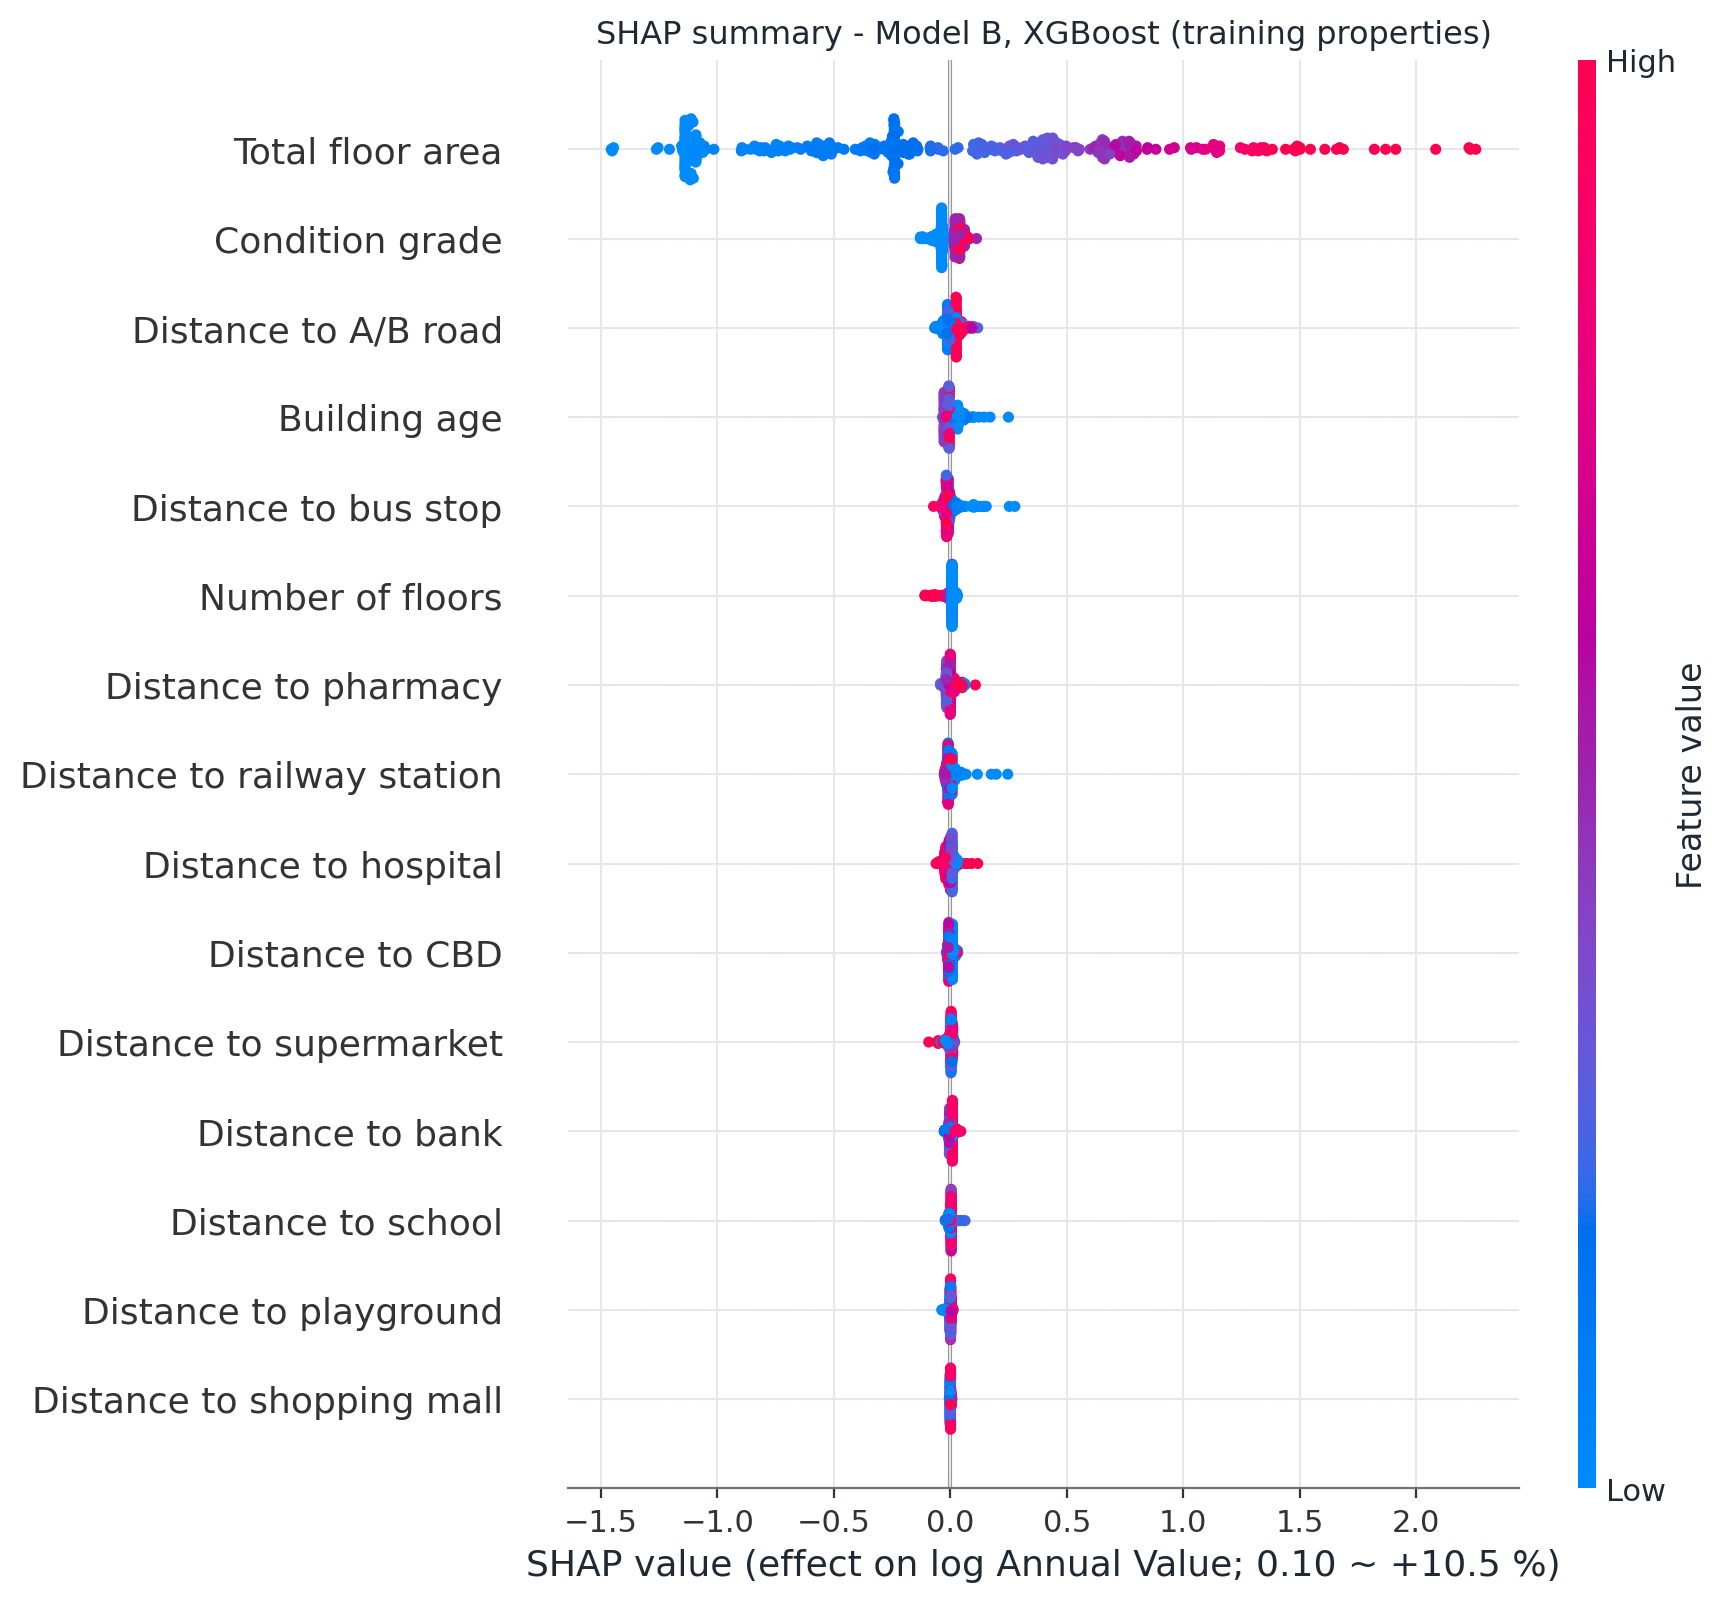 SHAP summary - Model B, XGBoost (training properties)
High
Total floor area
Condition grade
Distance to A/B road
Building age
Distance to bus stop
Number of floors
Distance to pharmacy
Distance to railway station
Distance to hospital
Distance to CBD
Distance to supermarket
Distance to bank
Distance to school
Distance to playground
Distance to shopping mall
Feature value
Low
−1.5 −1.0 −0.5 0.0 0.5 1.0 1.5 2.0
SHAP value (effect on log Annual Value; 0.10 ~ +10.5 %)